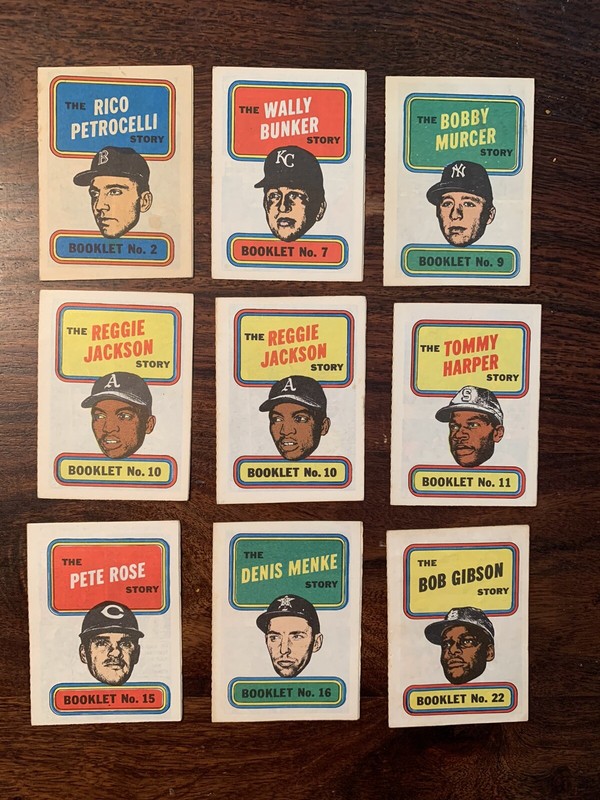 THE RICO
PETROCELLI
STORY
B
BOOKLET No. 2
THE WALLY
BUNKER
STORY
KC
BOOKLET No. 7
THE BOBBY
MURCER
STORY
NY
BOOKLET No. 9
THE REGGIE
JACKSON
STORY
A
BOOKLET No. 10
THE REGGIE
JACKSON
STORY
A
BOOKLET No. 10
THE TOMMY
HARPER
STORY
S
BOOKLET No. 11
THE
PETE ROSE
STORY
C
BOOKLET No. 15
THE
DENIS MENKE
STORY
BOOKLET No. 16
THE
BOB GIBSON
STORY
BOOKLET No. 22